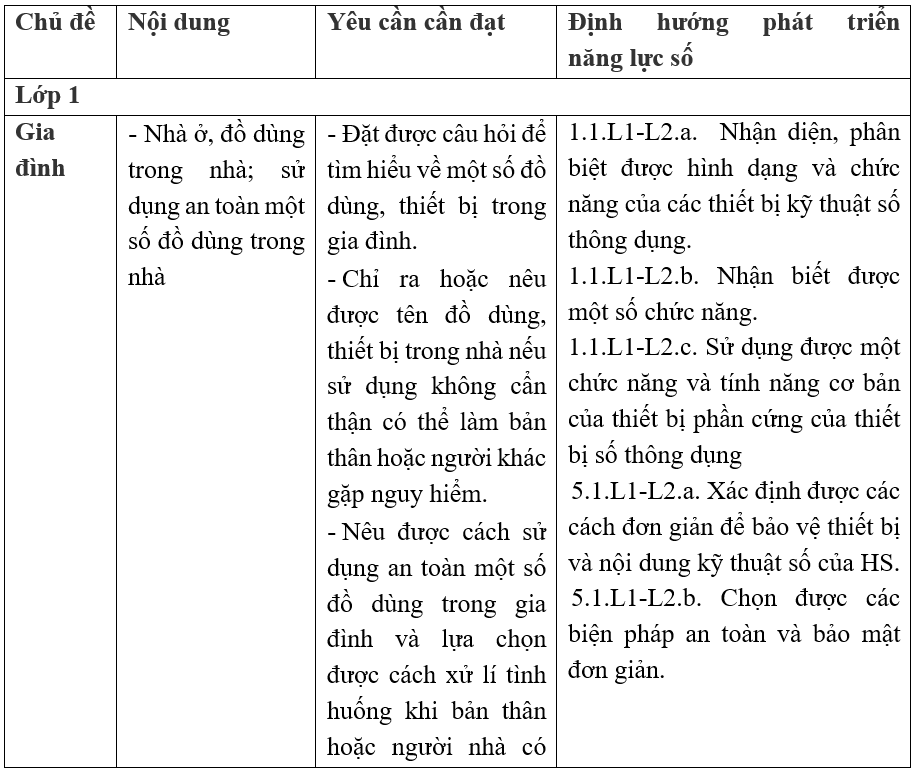 Chủ đề
Nội dung
Yêu cần cần đạt
Định hướng phát triển
năng lực số
Lớp 1
Gia
đình
- Nhà ở, đồ dùng
trong nhà; sử
dụng an toàn một
số đồ dùng trong
nhà
- Đặt được câu hỏi để
tìm hiểu về một số đồ
dùng, thiết bị trong
gia đình.
- Chỉ ra hoặc nêu
được tên đồ dùng,
thiết bị trong nhà nếu
sử dụng không cẩn
thận có thể làm bản
thân hoặc người khác
gặp nguy hiểm.
- Nêu được cách sử
dụng an toàn một số
đồ dùng trong gia
đình và lựa chọn
được cách xử lí tình
huống khi bản thân
hoặc người nhà có
1.1.L1-L2.a. Nhận diện, phân
biệt được hình dạng và chức
năng của các thiết bị kỹ thuật số
thông dụng.
1.1.L1-L2.b. Nhận biết được
một số chức năng.
1.1.L1-L2.c. Sử dụng được một
chức năng và tính năng cơ bản
của thiết bị phần cứng của thiết
bị số thông dụng
5.1.L1-L2.a. Xác định được các
cách đơn giản để bảo vệ thiết bị
và nội dung kỹ thuật số của HS.
5.1.L1-L2.b. Chọn được các
biện pháp an toàn và bảo mật
đơn giản.